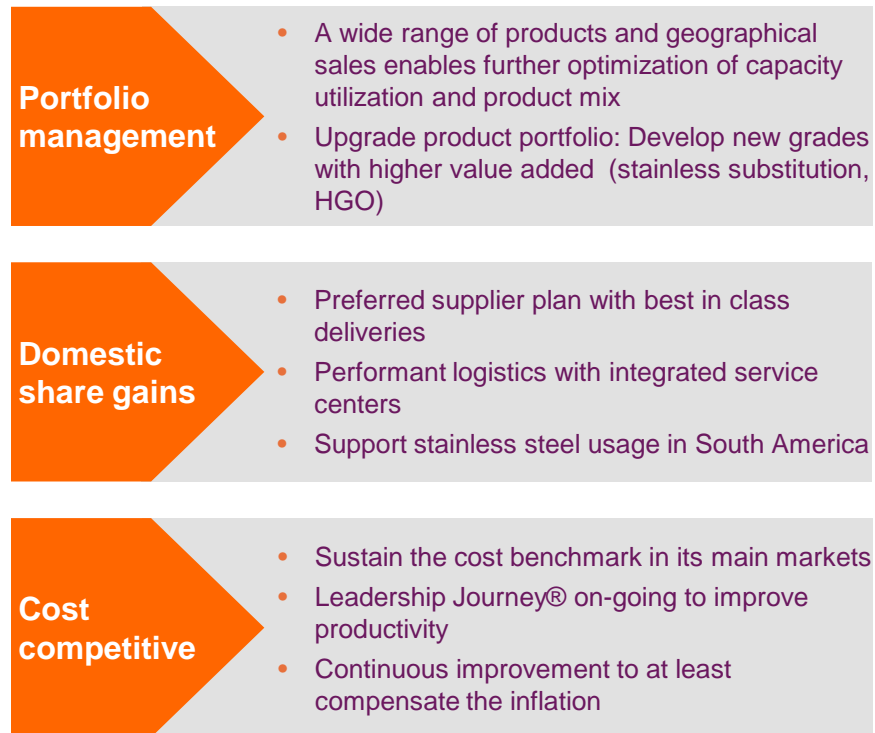 Portfolio
management
• A wide range of products and geographical
sales enables further optimization of capacity
utilization and product mix
• Upgrade product portfolio: Develop new grades
with higher value added  (stainless substitution,
HGO)
Domestic
share gains
• Preferred supplier plan with best in class
deliveries
• Performant logistics with integrated service
centers
• Support stainless steel usage in South America
Cost
competitive
• Sustain the cost benchmark in its main markets
• Leadership Journey® on-going to improve
productivity
• Continuous improvement to at least
compensate the inflation